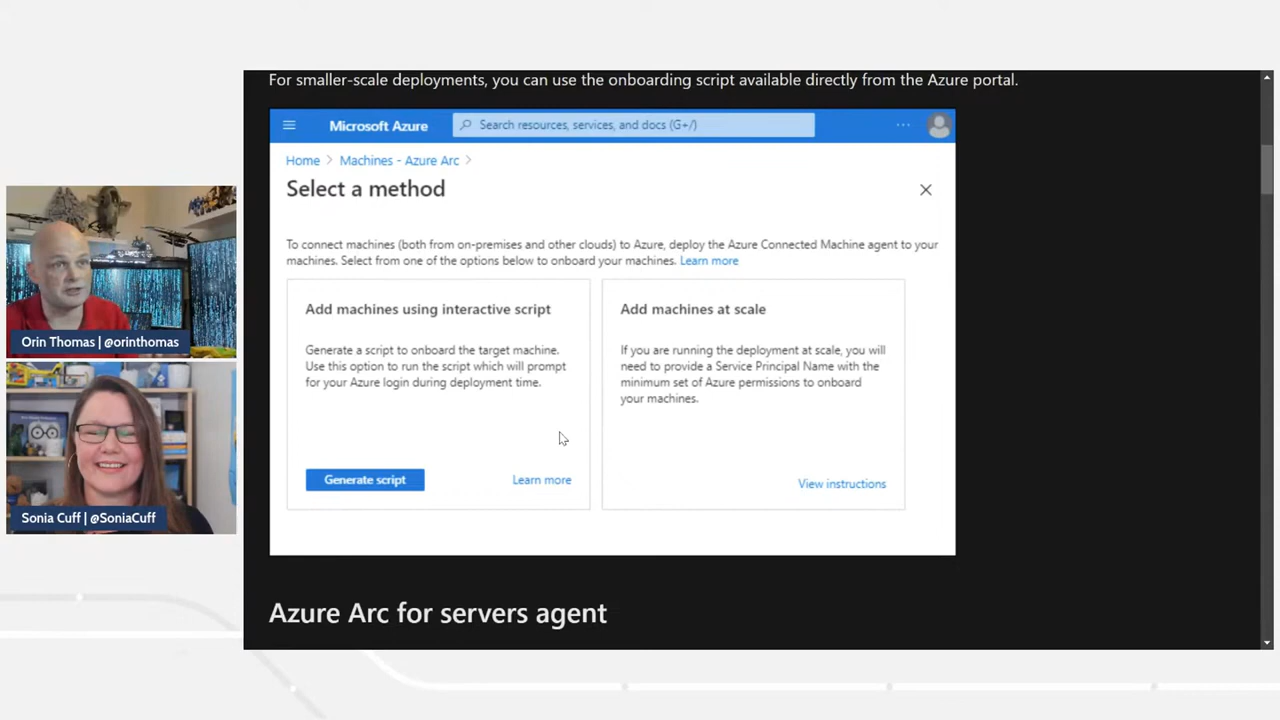 For smaller-scale deployments, you can use the onboarding script available directly from the Azure portal.
Microsoft Azure
Search resources, services, and docs (G+/)
Home > Machines - Azure Arc >
Select a method
To connect machines (both from on-premises and other clouds) to Azure, deploy the Azure Connected Machine agent to your
machines. Select from one of the options below to onboard your machines. Learn more
Add machines using interactive script
Generate a script to onboard the target machine.
Use this option to run the script which will prompt
for your Azure login during deployment time.
Generate script
Learn more
Add machines at scale
If you are running the deployment at scale, you will
need to provide a Service Principal Name with the
minimum set of Azure permissions to onboard
your machines.
View instructions
Azure Arc for servers agent
Orin Thomas | @orinthomas
Sonia Cuff | @SoniaCuff